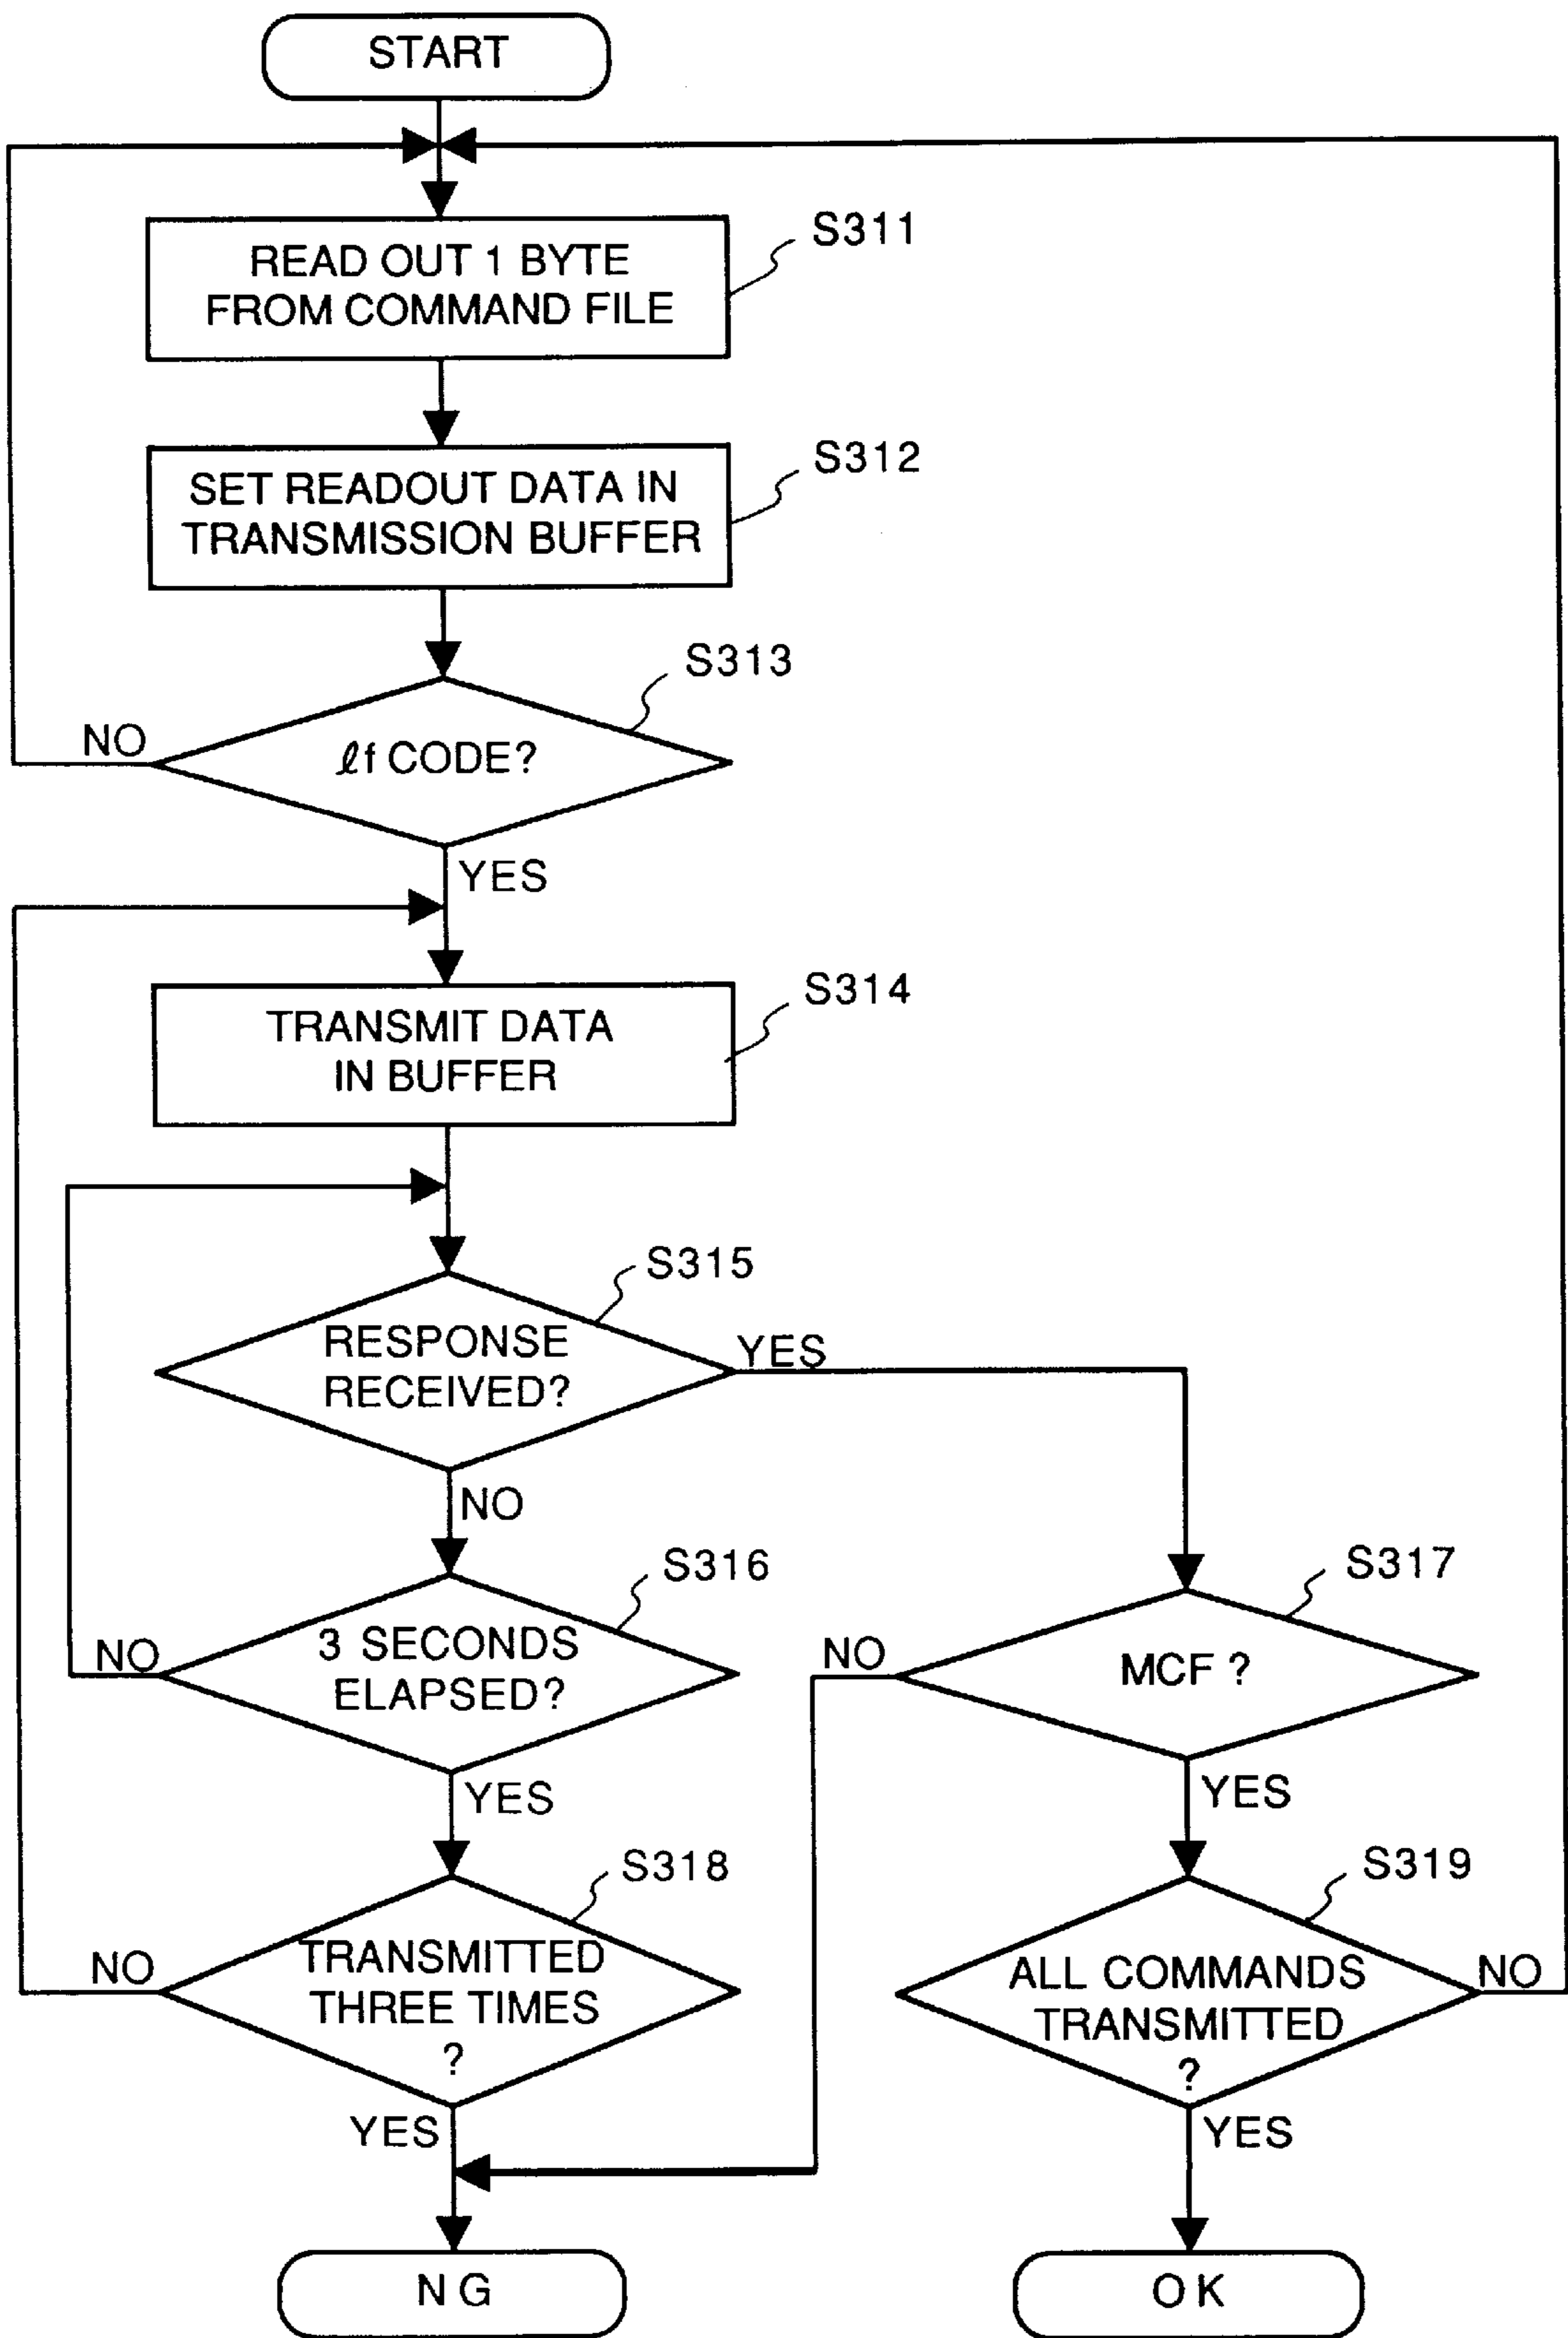 START
S311
READ OUT 1 BYTE
FROM COMMAND FILE
S312
SET READOUT DATA IN
TRANSMISSION BUFFER
S313
NO
ℓf CODE?
YES
S314
TRANSMIT DATA
IN BUFFER
S315
RESPONSE
RECEIVED?
YES
NO
S316
3 SECONDS
ELAPSED?
NO
YES
S317
MCF ?
NO
YES
S318
TRANSMITTED
THREE TIMES
?
NO
YES
S319
ALL COMMANDS
TRANSMITTED
?
NO
YES
NG
OK